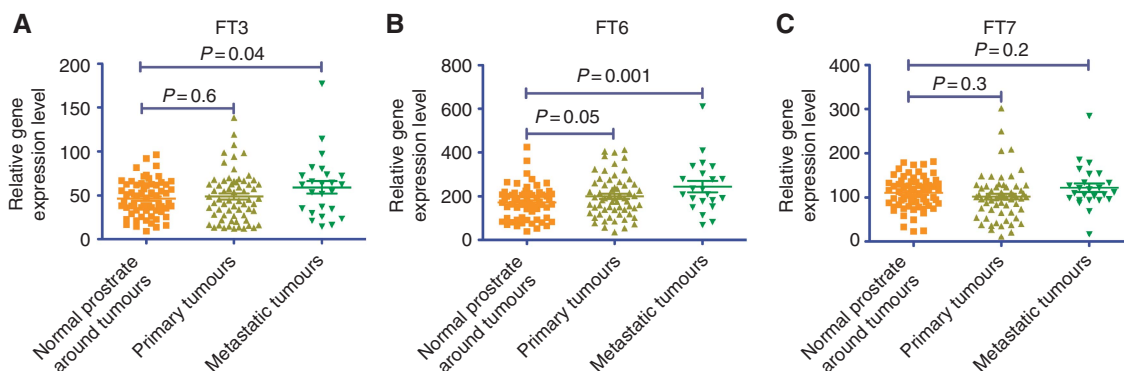 A
FT3
Relative gene
expression level
200
150
100
50
0
P = 0.04
P = 0.6
Normal prostrate
around tumours
Primary tumours
Metastatic tumours
B
FT6
Relative gene
expression level
800
600
400
200
0
P = 0.001
P = 0.05
Normal prostrate
around tumours
Primary tumours
Metastatic tumours
C
FT7
Relative gene
expression level
400
300
200
100
0
P = 0.2
P = 0.3
Normal prostrate
around tumours
Primary tumours
Metastatic tumours